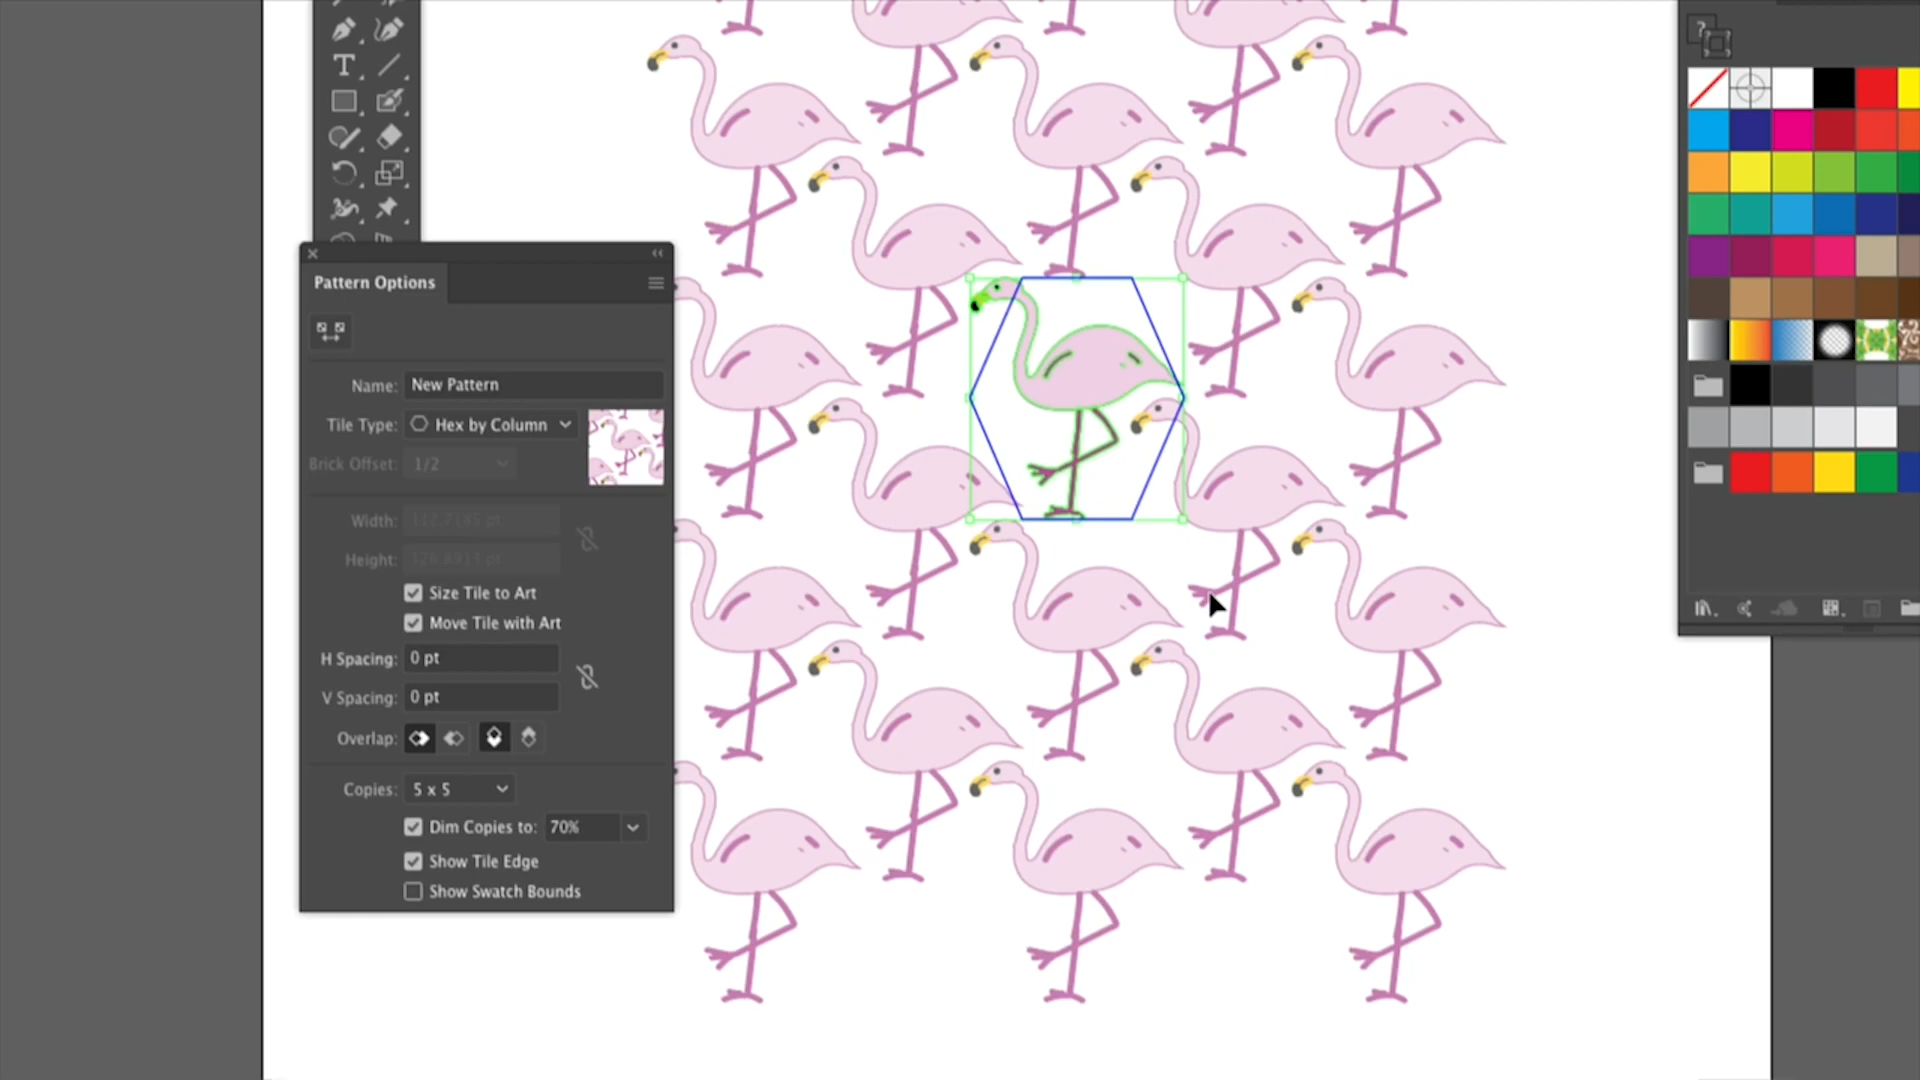 T
?
Pattern Options
Name: New Pattern
Tile Type: Hex by Column
Brick Offset: 1/2
Width:
Height:
Size Tile to Art
Move Tile with Art
H Spacing: 0 pt
V Spacing: 0 pt
Overlap:
Copies: 5 x 5
Dim Copies to: 70%
Show Tile Edge
Show Swatch Bounds